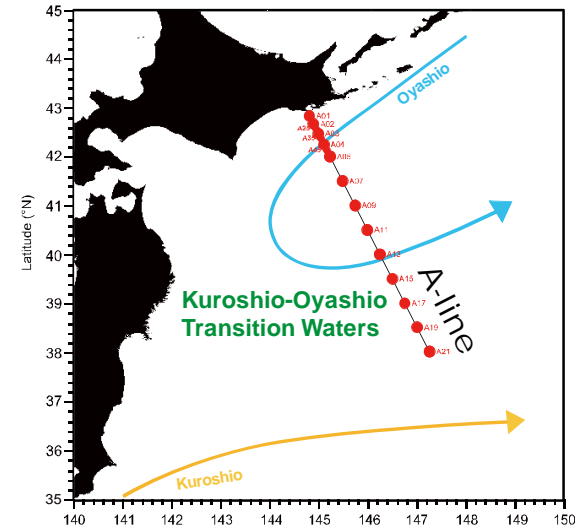 45
44
43
42
41
40
39
38
37
36
35
Latitude (°N)
140
141
142
143
144
145
146
147
148
149
150
Oyashio
A01
A02
A03
A04
A05
A07
A09
A11
A13
A15
A17
A19
A21
A-line
Kuroshio-Oyashio
Transition Waters
Kuroshio